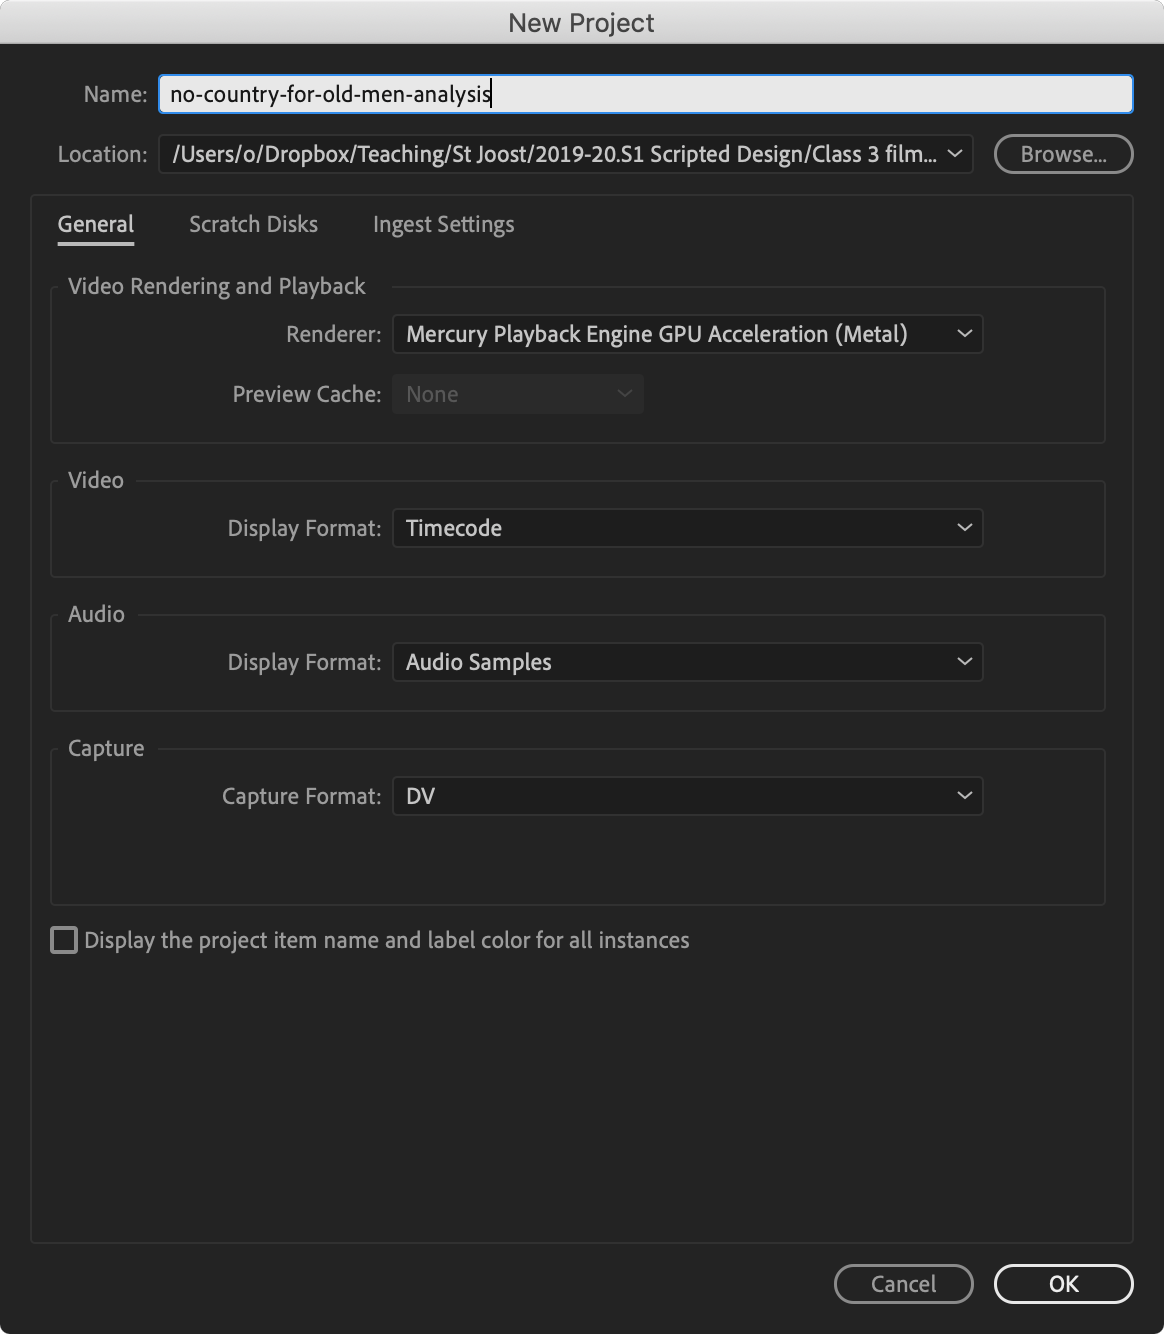 New Project
Name: no-country-for-old-men-analysis
Location: /Users/o/Dropbox/Teaching/St Joost/2019-20.S1 Scripted Design/Class 3 film... Browse...
General Scratch Disks Ingest Settings
Video Rendering and Playback
Renderer: Mercury Playback Engine GPU Acceleration (Metal)
Preview Cache: None
Video
Display Format: Timecode
Audio
Display Format: Audio Samples
Capture
Capture Format: DV
Display the project item name and label color for all instances
Cancel OK